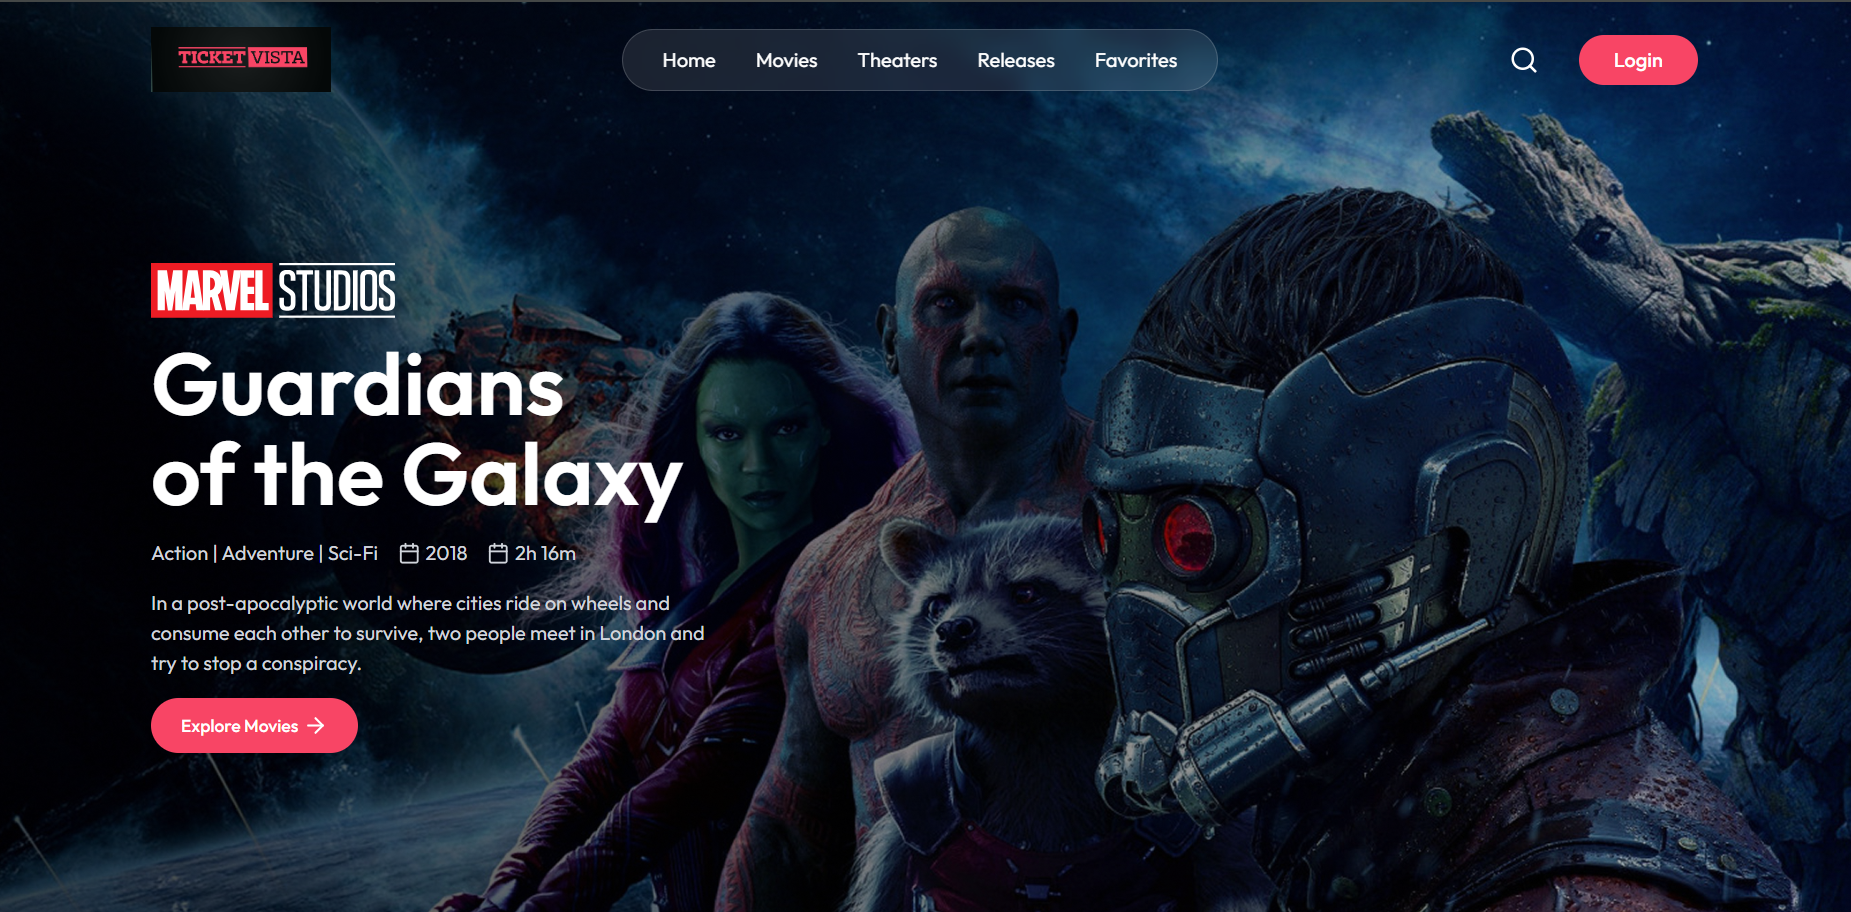 TICKET VISTA
Home Movies Theaters Releases Favorites
Login
MARVEL STUDIOS
Guardians
of the Galaxy
Action | Adventure | Sci-Fi 2018 2h 16m
In a post-apocalyptic world where cities ride on wheels and
consume each other to survive, two people meet in London and
try to stop a conspiracy.
Explore Movies